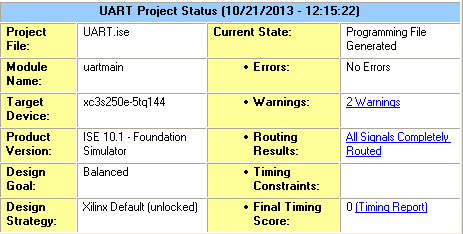 UART Project Status (10/21/2013 - 12:15:22)
Project File: UART.ise Current State: Programming File Generated
Module Name: uartmain • Errors: No Errors
Target Device: xc3s250e-5tq144 • Warnings: 2 Warnings
Product Version: ISE 10.1 - Foundation Simulator • Routing Results: All Signals Completely Routed
Design Goal: Balanced • Timing Constraints:
Design Strategy: Xilinx Default (unlocked) • Final Timing Score: 0 (Timing Report)